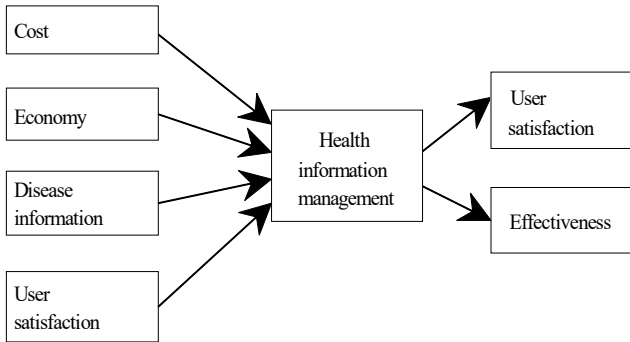 Cost
Economy
Disease
information
User
satisfaction
Health
information
management
User
satisfaction
Effectiveness